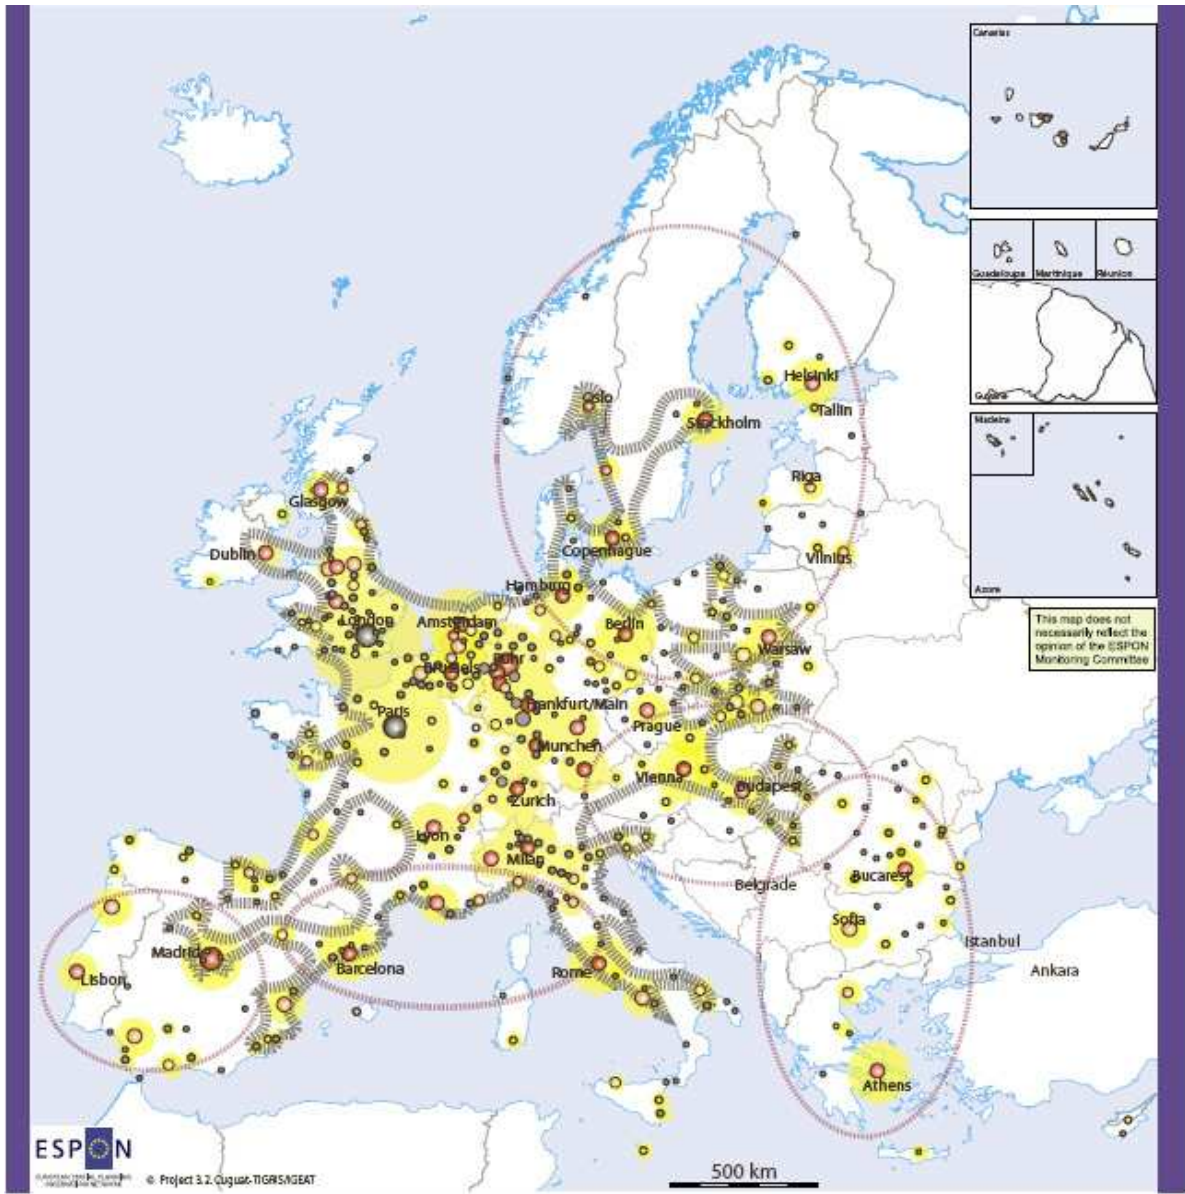 Canarias
Guadeloupe
Martinique
Réunion
Guyane
Madeira
Azore
This map does not
necessarily reflect the
opinion of the ESPON
Monitoring Committee
Helsinki
Oslo
Tallin
Stockholm
Riga
Glasgow
Dublin
Copenhague
Vilnius
Hamburg
London
Amsterdam
Berlin
Warsaw
Brussels
Ruhr
Frankfurt/Main
Paris
Prague
Munchen
Vienna
Budapest
Zurich
Lyon
Milan
Bucarest
Belgrade
Sofia
Istanbul
Madrid
Barcelona
Rome
Ankara
Lisbon
Athens
ESPON
© Project 3.2. Cuguat-TIGRIS/IGEAT
500 km